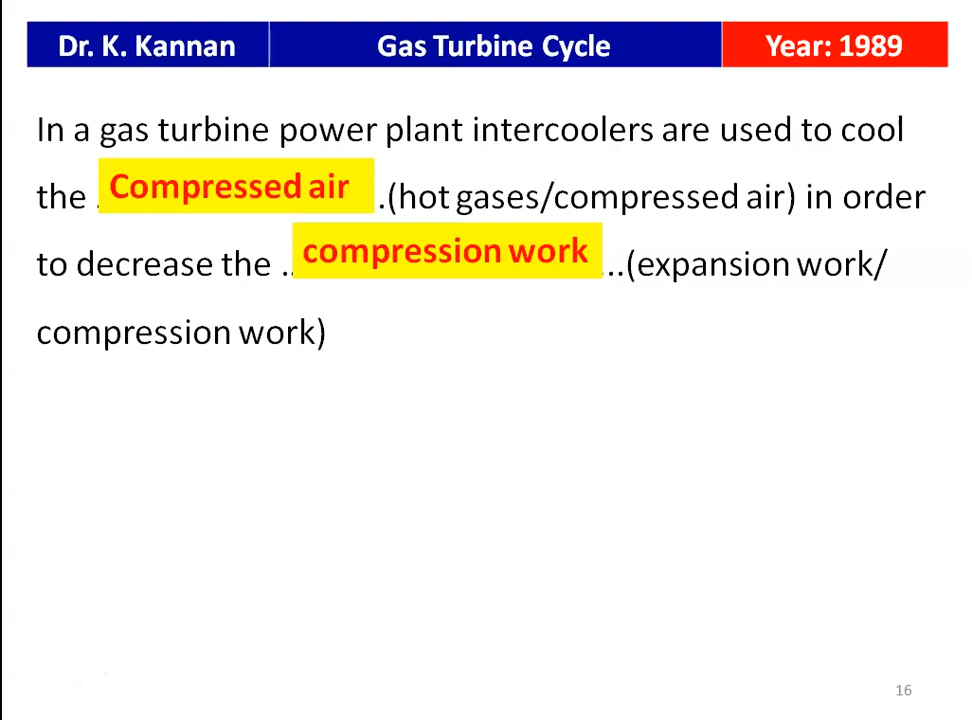 Dr. K. Kannan Gas Turbine Cycle Year: 1989
In a gas turbine power plant intercoolers are used to cool
the .Compressed air.(hot gases/compressed air) in order
to decrease the ..compression work...(expansion work/
compression work)
16